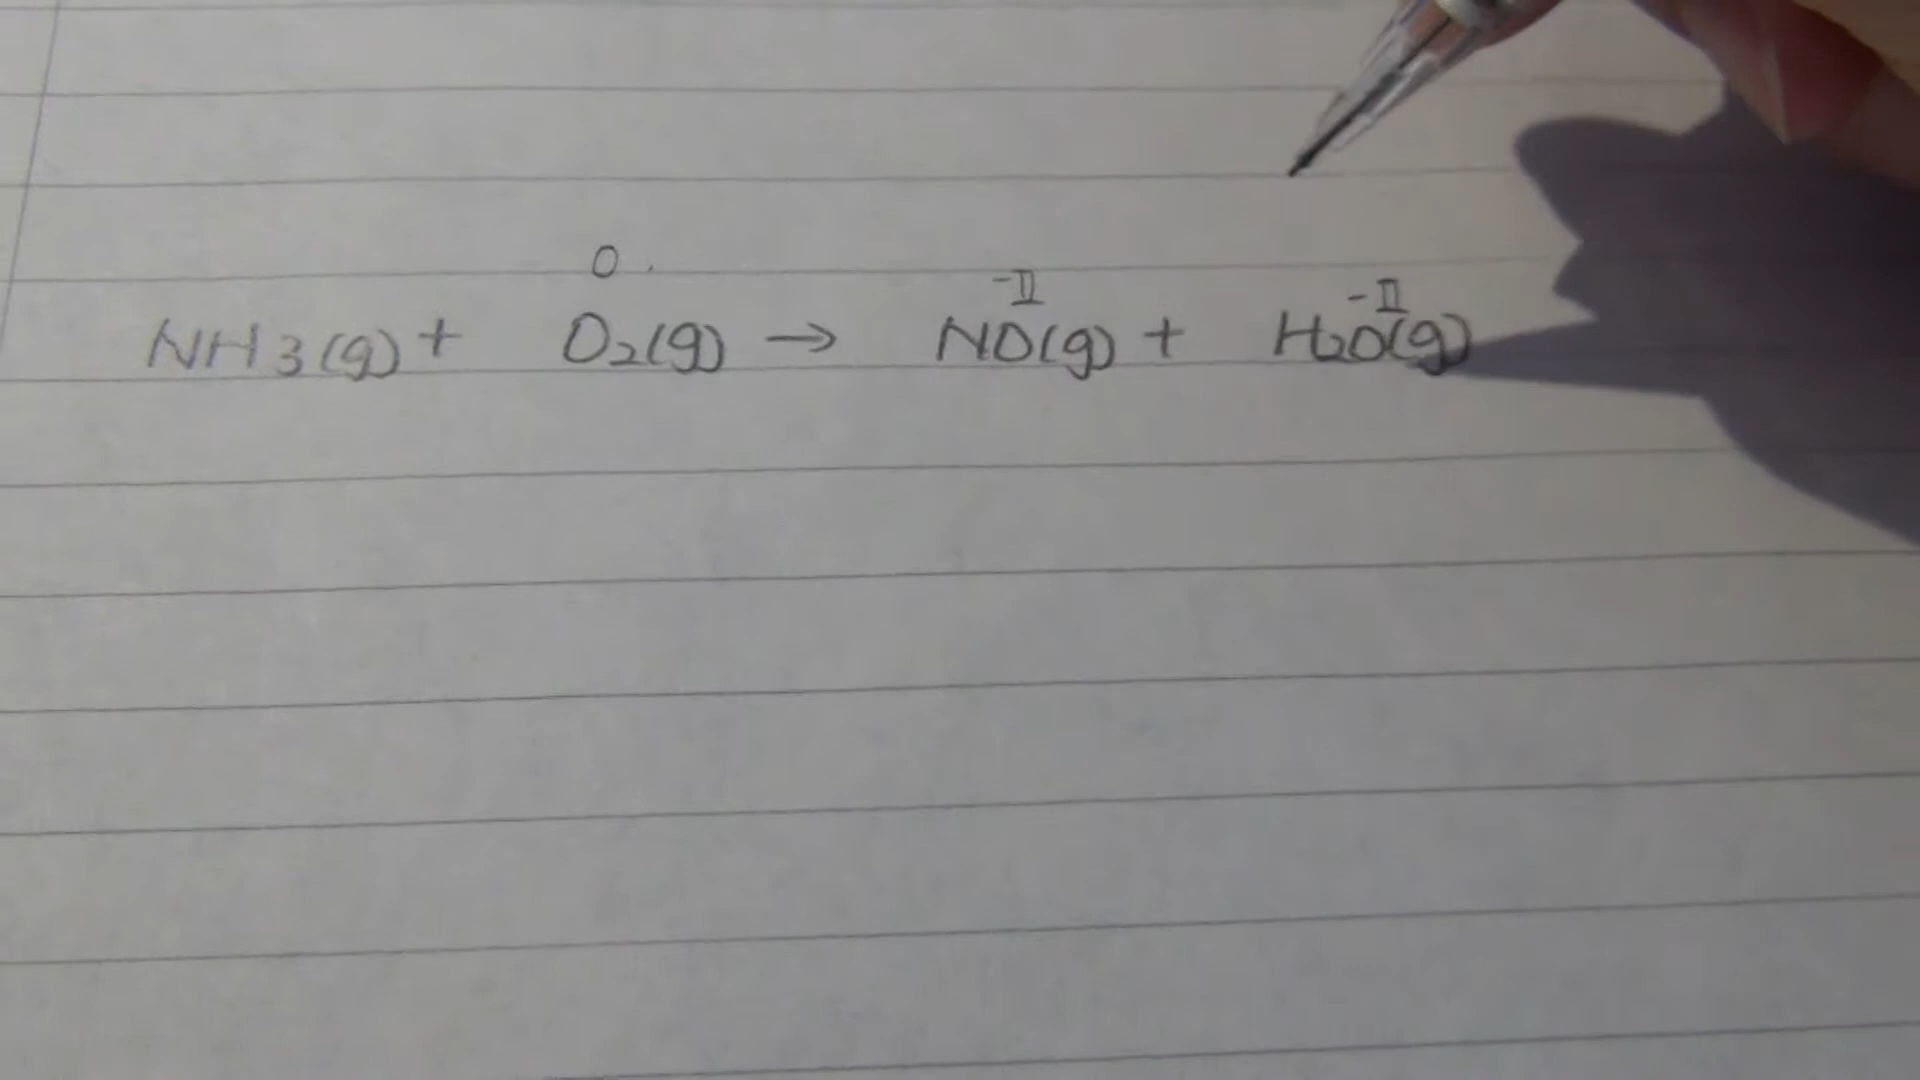 0 -II -II
NH3(g) + O2(g) → NO(g) + H2O(g)